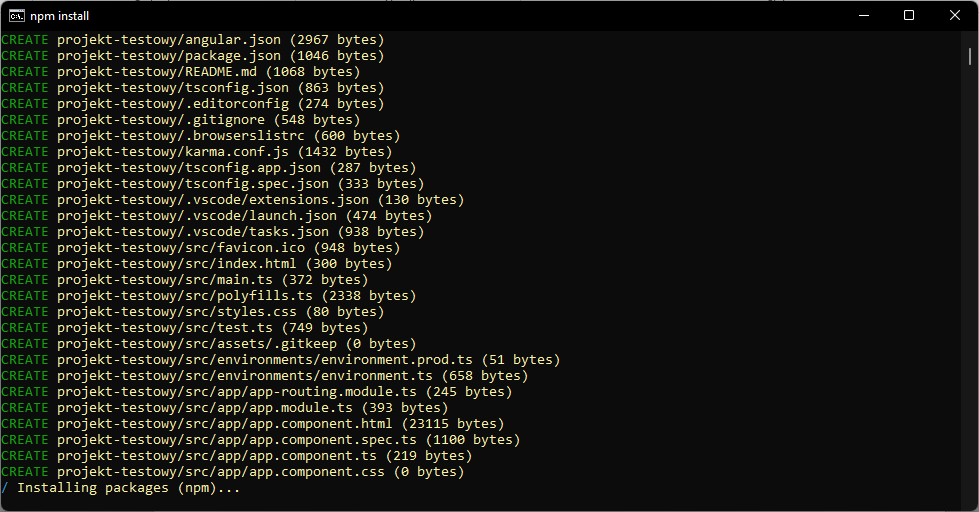 npm install
CREATE projekt-testowy/angular.json (2967 bytes)
CREATE projekt-testowy/package.json (1046 bytes)
CREATE projekt-testowy/README.md (1068 bytes)
CREATE projekt-testowy/tsconfig.json (863 bytes)
CREATE projekt-testowy/.editorconfig (274 bytes)
CREATE projekt-testowy/.gitignore (548 bytes)
CREATE projekt-testowy/.browserslistrc (600 bytes)
CREATE projekt-testowy/karma.conf.js (1432 bytes)
CREATE projekt-testowy/tsconfig.app.json (287 bytes)
CREATE projekt-testowy/tsconfig.spec.json (333 bytes)
CREATE projekt-testowy/.vscode/extensions.json (130 bytes)
CREATE projekt-testowy/.vscode/launch.json (474 bytes)
CREATE projekt-testowy/.vscode/tasks.json (938 bytes)
CREATE projekt-testowy/src/favicon.ico (948 bytes)
CREATE projekt-testowy/src/index.html (300 bytes)
CREATE projekt-testowy/src/main.ts (372 bytes)
CREATE projekt-testowy/src/polyfills.ts (2338 bytes)
CREATE projekt-testowy/src/styles.css (80 bytes)
CREATE projekt-testowy/src/test.ts (749 bytes)
CREATE projekt-testowy/src/assets/.gitkeep (0 bytes)
CREATE projekt-testowy/src/environments/environment.prod.ts (51 bytes)
CREATE projekt-testowy/src/environments/environment.ts (658 bytes)
CREATE projekt-testowy/src/app/app-routing.module.ts (245 bytes)
CREATE projekt-testowy/src/app/app.module.ts (393 bytes)
CREATE projekt-testowy/src/app/app.component.html (23115 bytes)
CREATE projekt-testowy/src/app/app.component.spec.ts (1100 bytes)
CREATE projekt-testowy/src/app/app.component.ts (219 bytes)
CREATE projekt-testowy/src/app/app.component.css (0 bytes)
/ Installing packages (npm)...